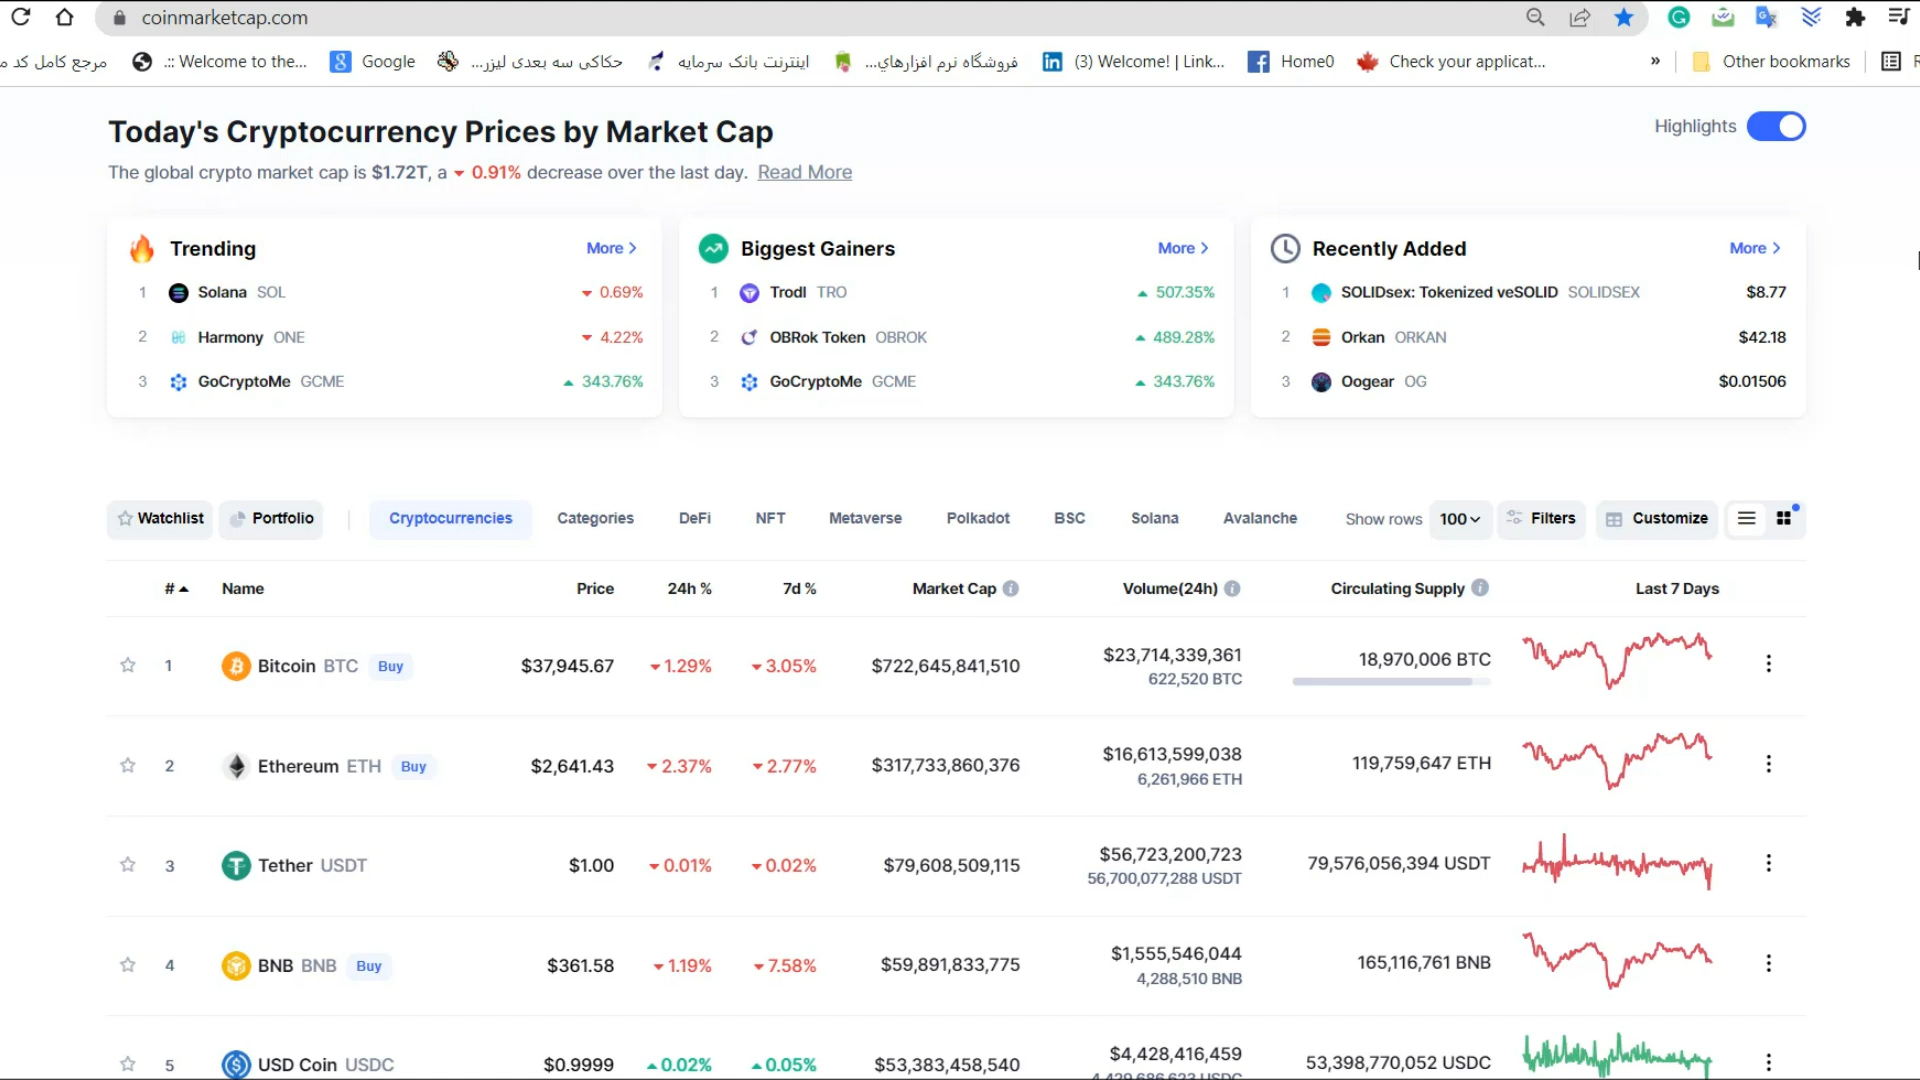 coinmarketcap.com
مرجع کامل کد م
.:: Welcome to the...
Google
حکاکی سه بعدی لیزر...
اینترنت بانک سرمایه
فروشگاه نرم افزارهاي...
(3) Welcome! | Link...
Home0
Check your applicat...
»
Other bookmarks
R
Today's Cryptocurrency Prices by Market Cap
Highlights
The global crypto market cap is $1.72T, a 0.91% decrease over the last day. Read More
Trending
More
1 Solana SOL 0.69%
2 Harmony ONE 4.22%
3 GoCryptoMe GCME 343.76%
Biggest Gainers
More
1 Trodl TRO 507.35%
2 OBRok Token OBROK 489.28%
3 GoCryptoMe GCME 343.76%
Recently Added
More
1 SOLIDsex: Tokenized veSOLID SOLIDSEX $8.77
2 Orkan ORKAN $42.18
3 Oogear OG $0.01506
Watchlist Portfolio Cryptocurrencies Categories DeFi NFT Metaverse Polkadot BSC Solana Avalanche Show rows 100 Filters Customize
# Name Price 24h % 7d % Market Cap Volume(24h) Circulating Supply Last 7 Days
1 Bitcoin BTC Buy $37,945.67 1.29% 3.05% $722,645,841,510 $23,714,339,361 18,970,006 BTC
622,520 BTC
2 Ethereum ETH Buy $2,641.43 2.37% 2.77% $317,733,860,376 $16,613,599,038 119,759,647 ETH
6,261,966 ETH
3 Tether USDT $1.00 0.01% 0.02% $79,608,509,115 $56,723,200,723 79,576,056,394 USDT
56,700,077,288 USDT
4 BNB BNB Buy $361.58 1.19% 7.58% $59,891,833,775 $1,555,546,044 165,116,761 BNB
4,288,510 BNB
5 USD Coin USDC $0.9999 0.02% 0.05% $53,383,458,540 $4,428,416,459 53,398,770,052 USDC
4,429,686,623 USDC